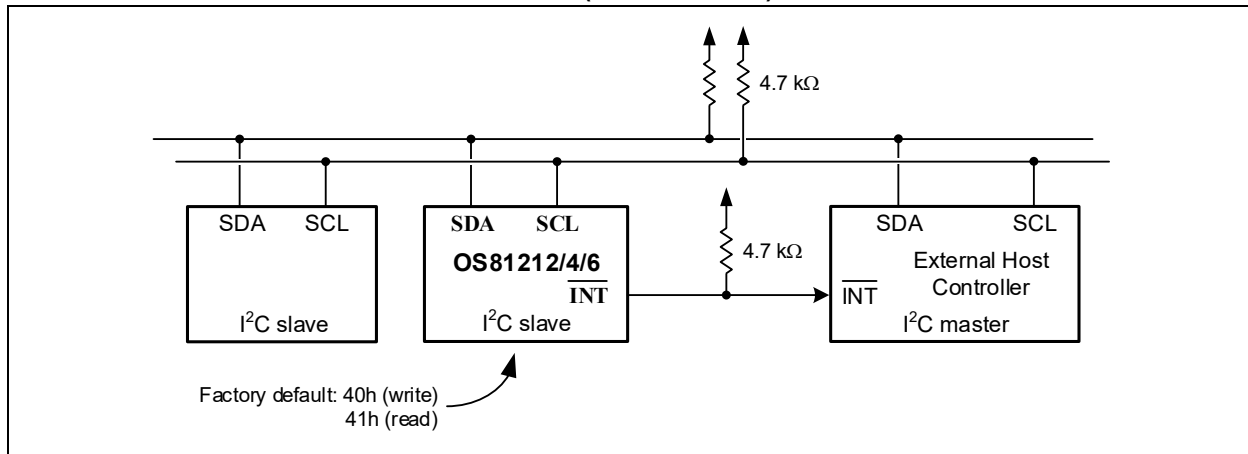 4.7 kΩ
SDA SCL
SDA SCL
OS81212/4/6
INT
I²C slave
I²C slave
4.7 kΩ
SDA SCL
External Host
Controller
INT
I²C master
Factory default: 40h (write)
41h (read)